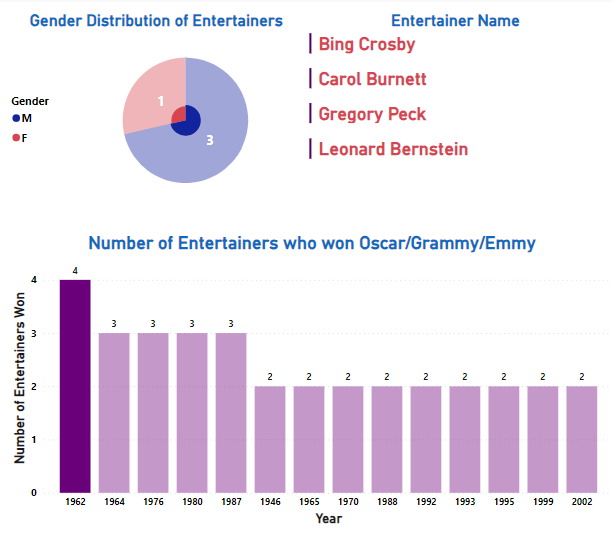 Gender Distribution of Entertainers
Entertainer Name
Gender
M
F
1
3
Bing Crosby
Carol Burnett
Gregory Peck
Leonard Bernstein
Number of Entertainers who won Oscar/Grammy/Emmy
Number of Entertainers Won
4
3
2
1
0
4 3 3 3 3 2 2 2 2 2 2 2 2 2
1962 1964 1976 1980 1987 1946 1965 1970 1988 1992 1993 1995 1999 2002
Year